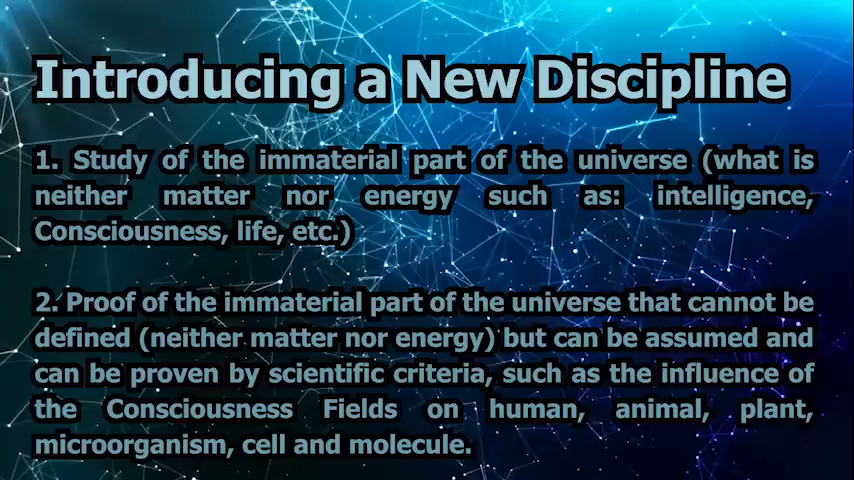 Introducing a New Discipline
1. Study of the immaterial part of the universe (what is
neither matter nor energy such as: intelligence,
Consciousness, life, etc.)
2. Proof of the immaterial part of the universe that cannot be
defined (neither matter nor energy) but can be assumed and
can be proven by scientific criteria, such as the influence of
the Consciousness Fields on human, animal, plant,
microorganism, cell and molecule.